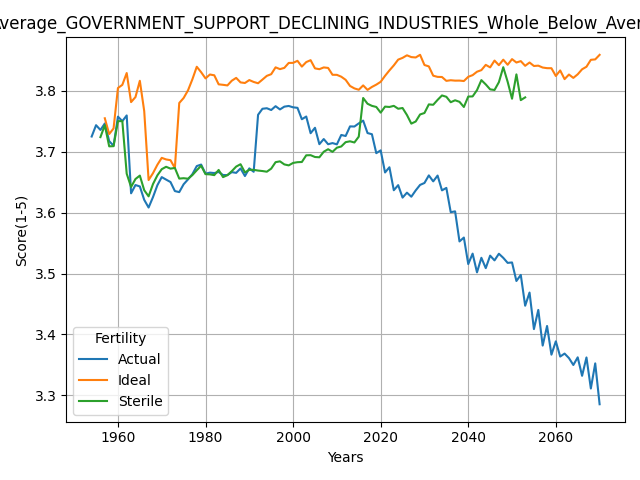 Average_GOVERNMENT_SUPPORT_DECLINING_INDUSTRIES_Whole_Below_Aver
Score(1-5)
3.8
3.7
3.6
3.5
3.4
3.3
Fertility
Actual
Ideal
Sterile
1960
1980
2000
2020
2040
2060
Years